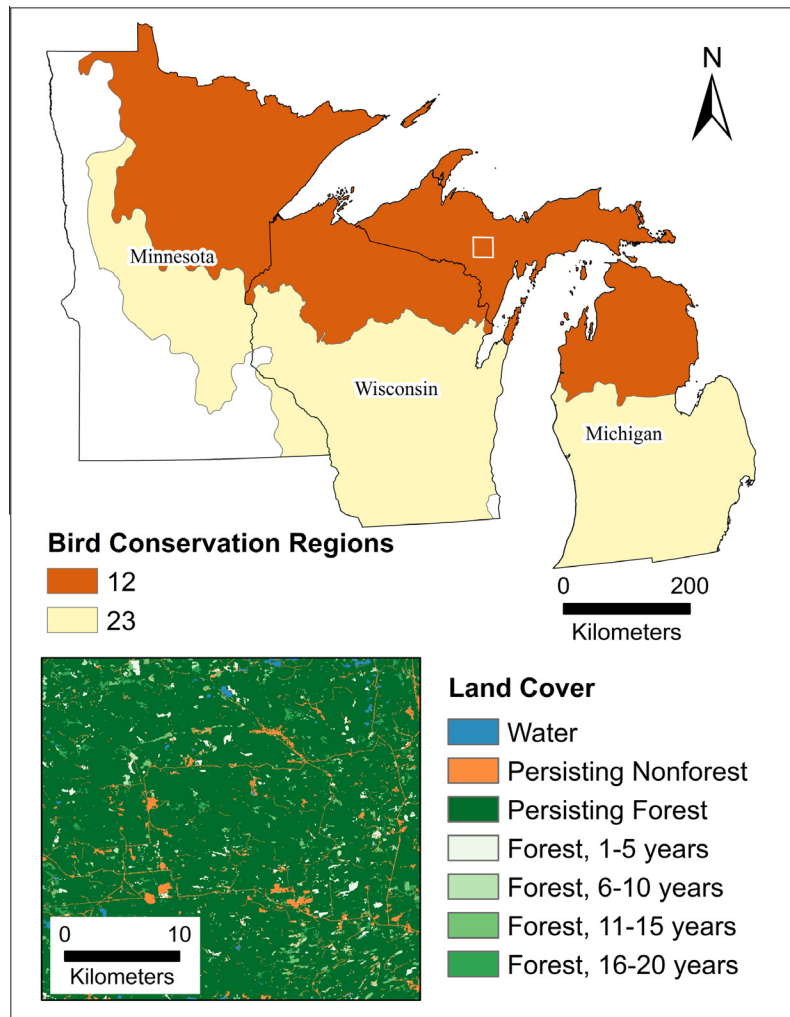 N
Minnesota
Wisconsin
Michigan
Bird Conservation Regions
12
23
0 200
Kilometers
Land Cover
Water
Persisting Nonforest
Persisting Forest
Forest, 1-5 years
Forest, 6-10 years
Forest, 11-15 years
Forest, 16-20 years
0 10
Kilometers